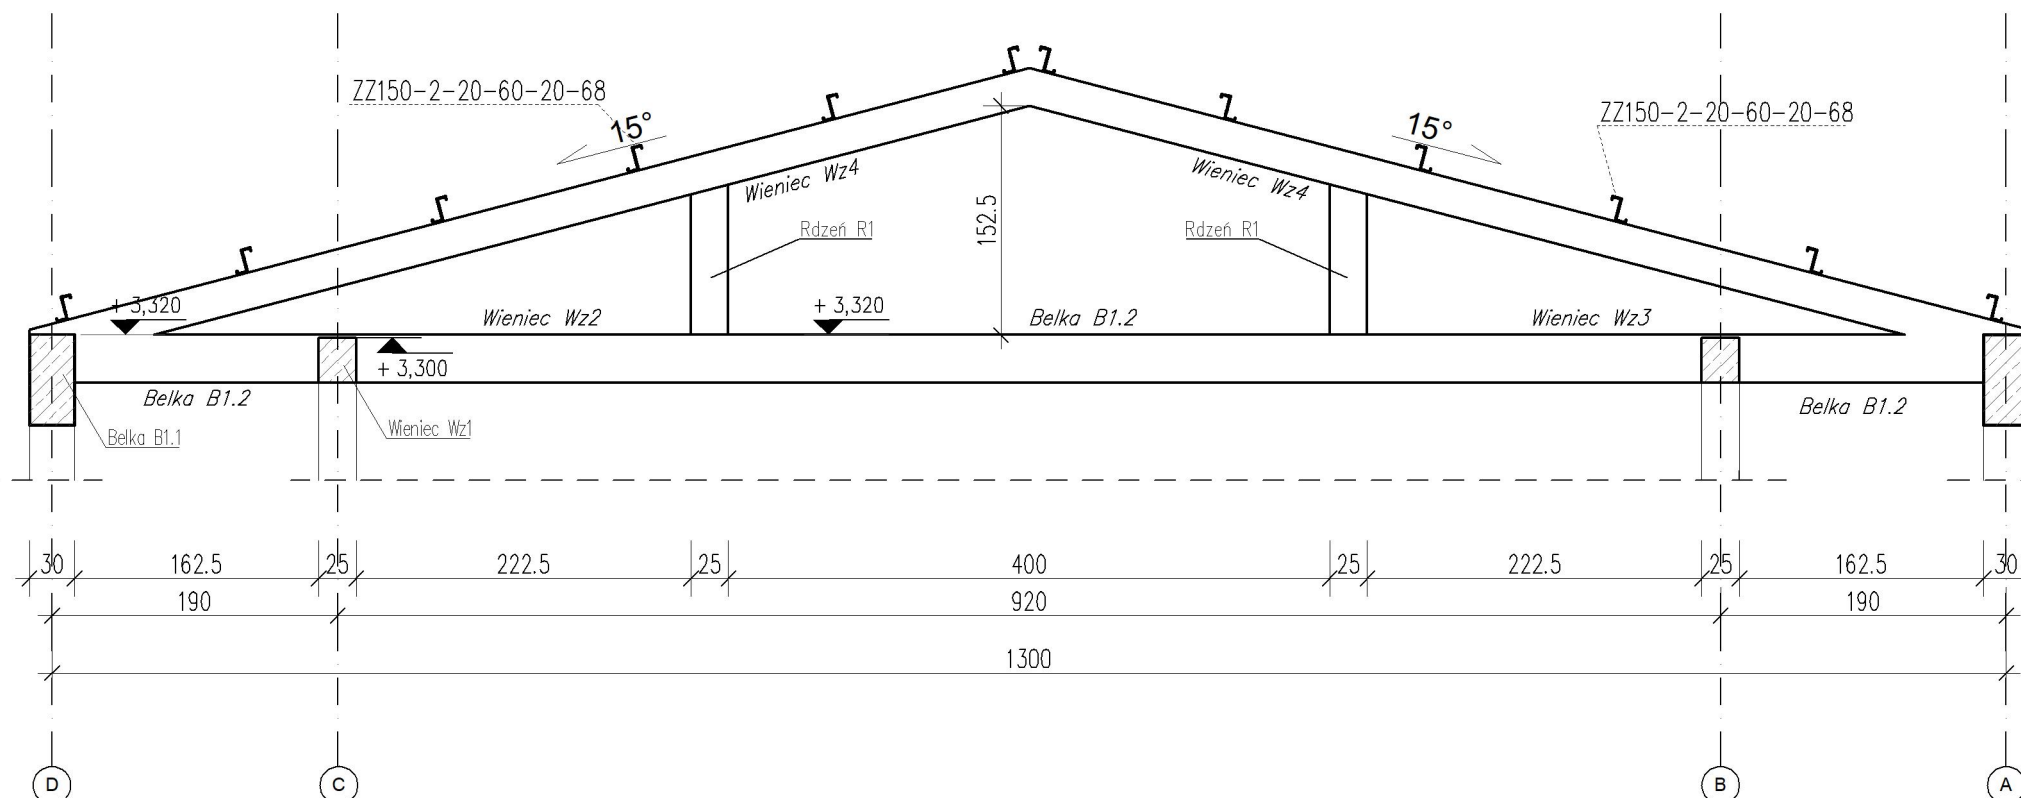 ZZ150-2-20-60-20-68
15°
15°
ZZ150-2-20-60-20-68
Wieniec Wz4
Wieniec Wz4
152.5
Rdzeń R1
Rdzeń R1
+ 3,320
Wieniec Wz2
+ 3,320
Belka B1.2
Wieniec Wz3
+ 3,300
Belka B1.2
Belka B1.2
Belka B1.1
Wieniec Wz1
30 162.5 25 222.5 25 400 25 222.5 25 162.5 30
190 920 190
1300
D C B A